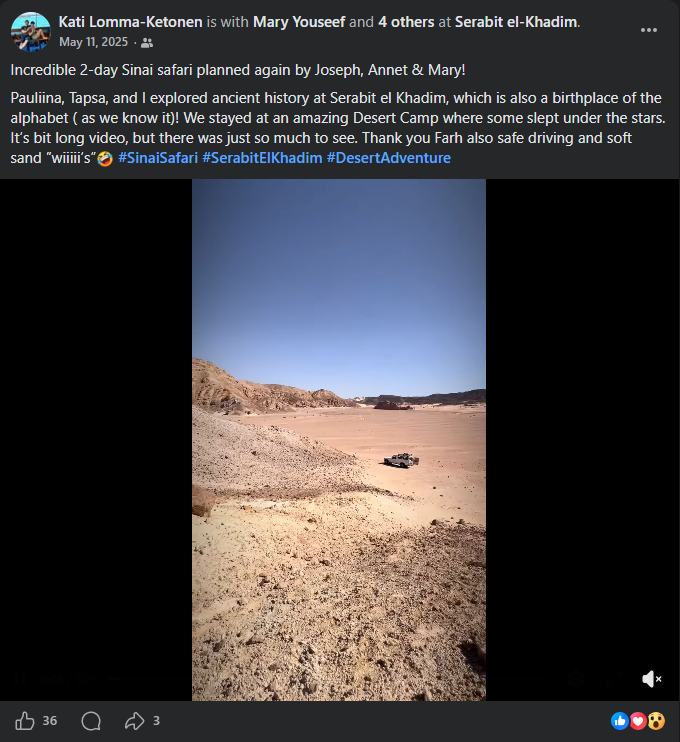 Kati Lomma-Ketonen is with Mary Youseef and 4 others at Serabit el-Khadim.
May 11, 2025 ·
Incredible 2-day Sinai safari planned again by Joseph, Annet & Mary!
Pauliina, Tapsa, and I explored ancient history at Serabit el Khadim, which is also a birthplace of the
alphabet ( as we know it)! We stayed at an amazing Desert Camp where some slept under the stars.
It’s bit long video, but there was just so much to see. Thank you Farh also safe driving and soft
sand ”wiiiii’s”🤣 #SinaiSafari #SerabitElKhadim #DesertAdventure
36
3